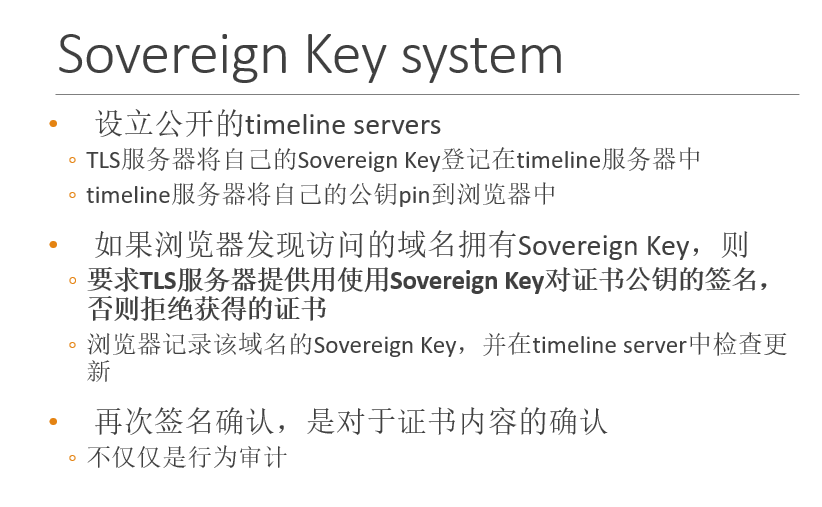 Sovereign Key system
• 设立公开的timeline servers
◦ TLS服务器将自己的Sovereign Key登记在timeline服务器中
◦ timeline服务器将自己的公钥pin到浏览器中
• 如果浏览器发现访问的域名拥有Sovereign Key，则
◦ 要求TLS服务器提供用使用Sovereign Key对证书公钥的签名，
否则拒绝获得的证书
◦ 浏览器记录该域名的Sovereign Key，并在timeline server中检查更
新
• 再次签名确认，是对于证书内容的确认
◦ 不仅仅是行为审计